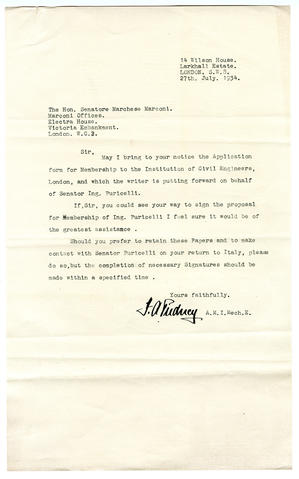 14 Wilson House.
Larkhall Estate.
LONDON. S.W.8.
27th. July. 1934.
The Hon. Senatore Marchese Marconi.
Marconi Offices.
Electra House.
Victoria Embankment.
London. W.C.2.
Sir.
May I bring to your notice the Application
form for Membership to the Institution of Civil Engineers,
London, and which the writer is putting forward on behalf
of Senator Ing. Puricelli.
If,Sir, you could see your way to sign the proposal
for Membership of Ing. Puricelli I feel sure it would be of
the greatest assistance .
Should you prefer to retain these Papers and to make
contact with Senator Puricelli on your return to Italy, please
do so,but the completion of necessary Signatures should be
made within a specified time .
Yours faithfully.
A.M.I.Mech.E.